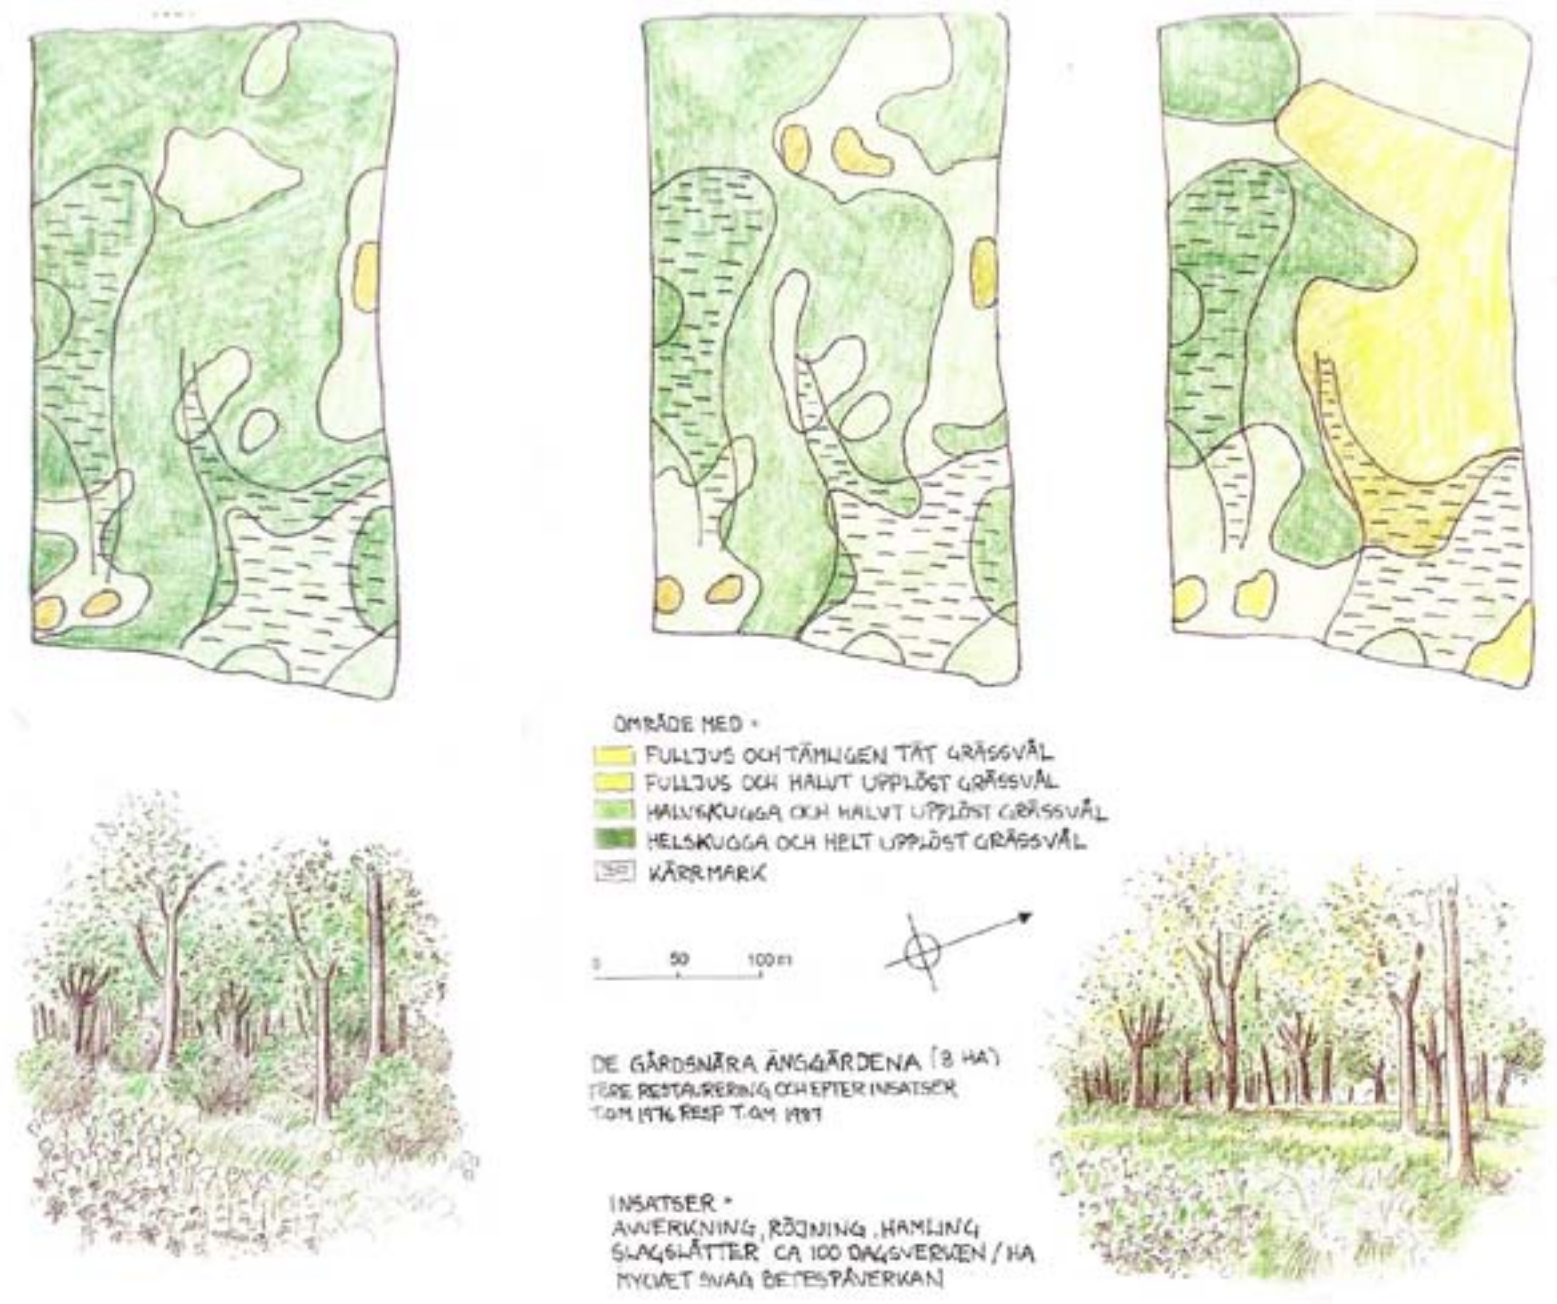 OMRÅDE MED =
FULLJUS OCH TÄMLIGEN TÄT GRÄSSVÅL
FULLJUS OCH HALVT UPPLÖST GRÄSSVÅL
HALVSKUGGA OCH HALVT UPPLÖST GRÄSSVÅL
HELSKUGGA OCH HELT UPPLÖST GRÄSSVÅL
KÄRRMARK
0 50 100 m
DE GÅRDSNÄRA ÄNGGÄRDENA (8 HA)
FÖRE RESTAURERING OCH EFTER INSATSER
T.O.M 1976 RESP T.O.M 1987
INSATSER =
AVVERKNING, RÖJNING, HAMLING
SLAGSLÅTTER CA 100 DAGSVERKEN / HA
MYCKET SVAG BETESPÅVERKAN